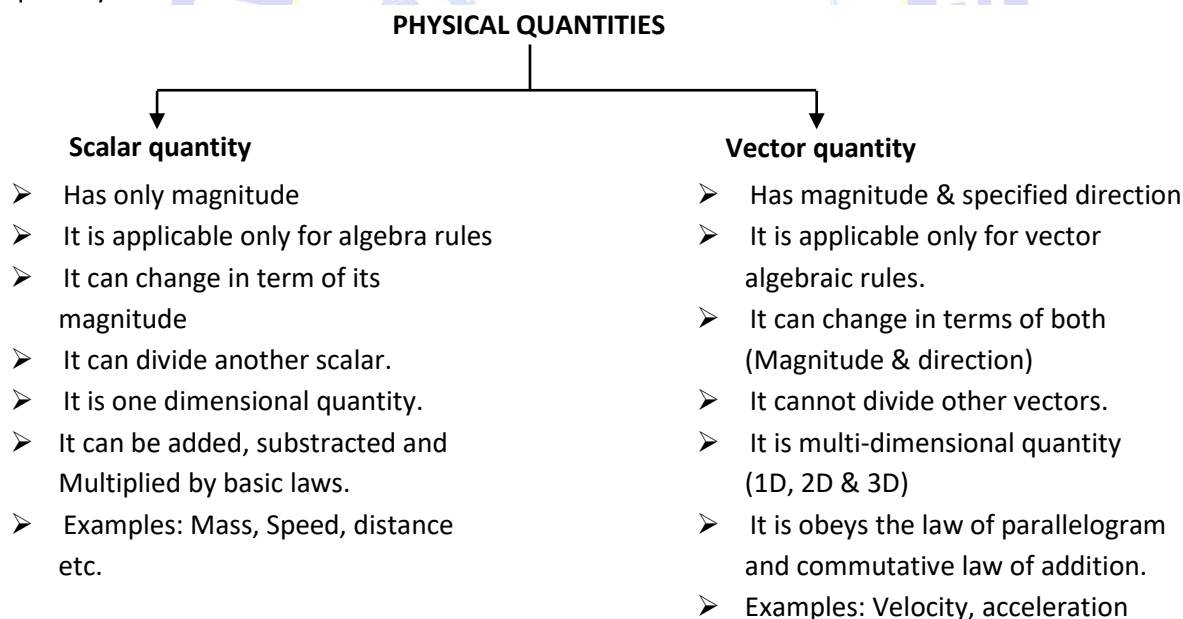 PHYSICAL QUANTITIES
Scalar quantity
➢ Has only magnitude
➢ It is applicable only for algebra rules
➢ It can change in term of its
magnitude
➢ It can divide another scalar.
➢ It is one dimensional quantity.
➢ It can be added, substracted and
Multiplied by basic laws.
➢ Examples: Mass, Speed, distance
etc.
Vector quantity
➢ Has magnitude & specified direction
➢ It is applicable only for vector
algebraic rules.
➢ It can change in terms of both
(Magnitude & direction)
➢ It cannot divide other vectors.
➢ It is multi-dimensional quantity
(1D, 2D & 3D)
➢ It is obeys the law of parallelogram
and commutative law of addition.
➢ Examples: Velocity, acceleration